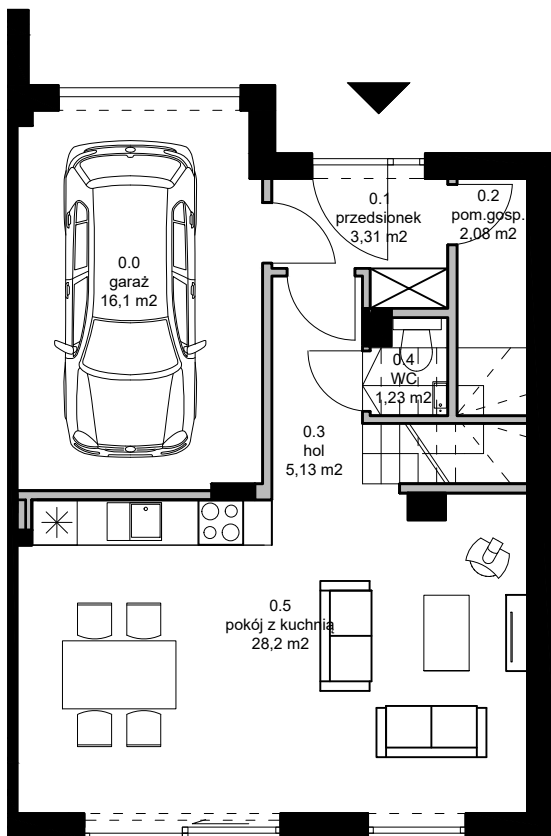 0.0
garaż
16,1 m2
0.1
przedsionek
3,31 m2
0.2
pom.gosp.
2,08 m2
0.4
WC
1,23 m2
0.3
hol
5,13 m2
0.5
pokój z kuchnią
28,2 m2